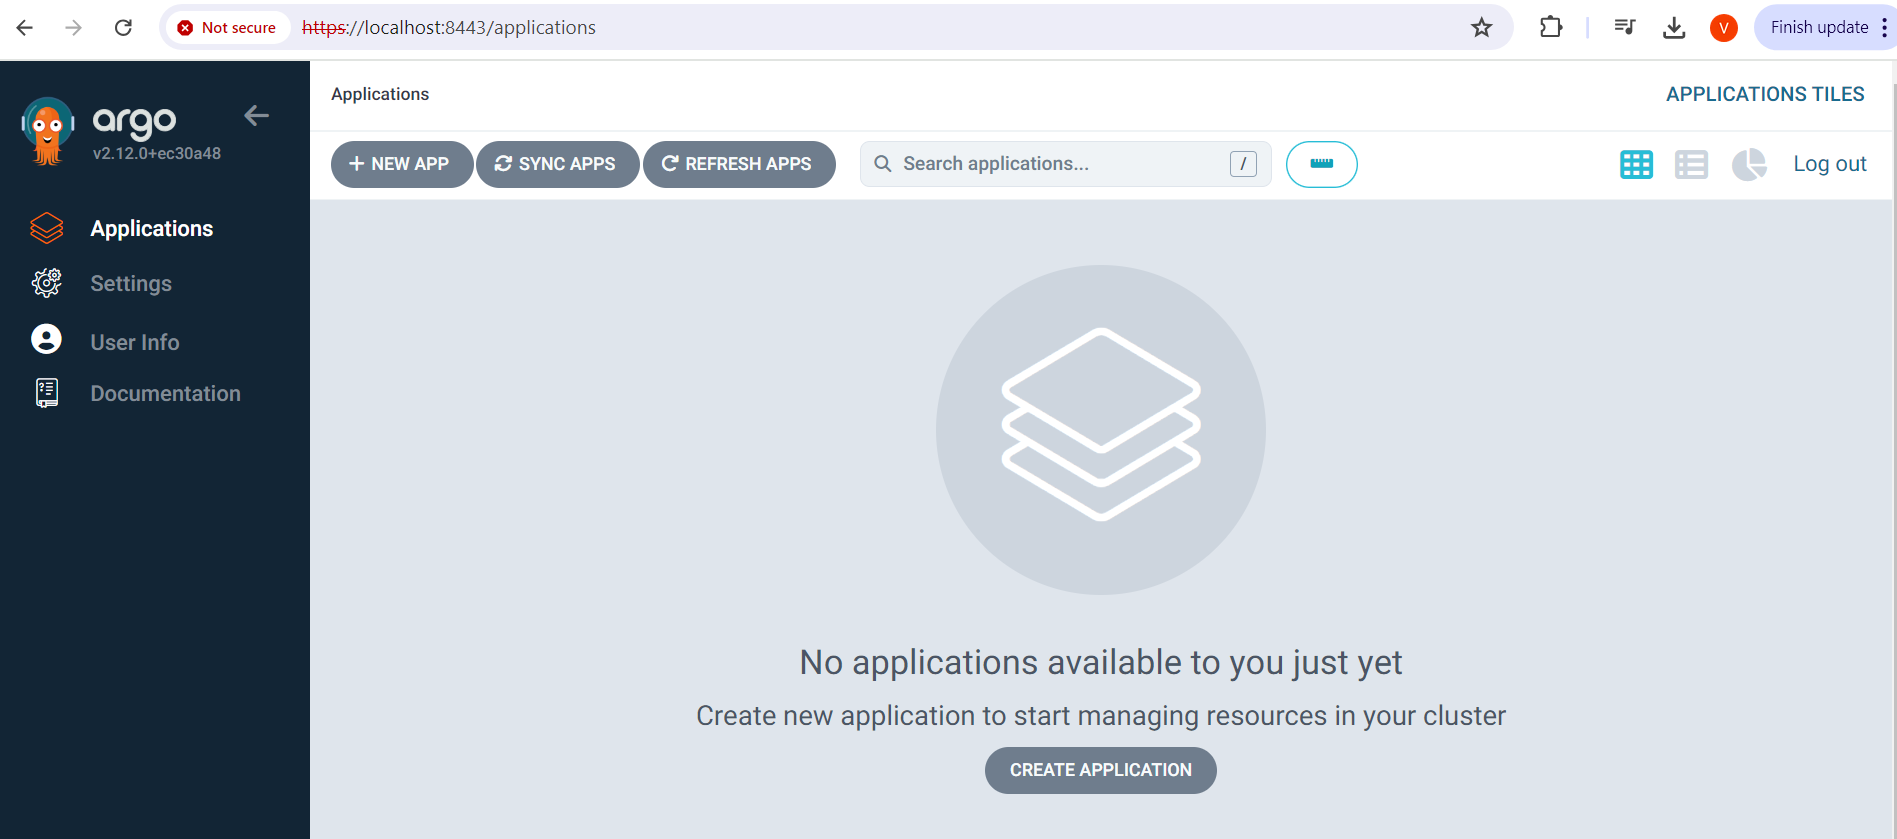 Not secure https://localhost:8443/applications V Finish update
argo
v2.12.0+ec30a48
Applications
Settings
User Info
Documentation
Applications APPLICATIONS TILES
NEW APP SYNC APPS REFRESH APPS Search applications... / Log out
No applications available to you just yet
Create new application to start managing resources in your cluster
CREATE APPLICATION